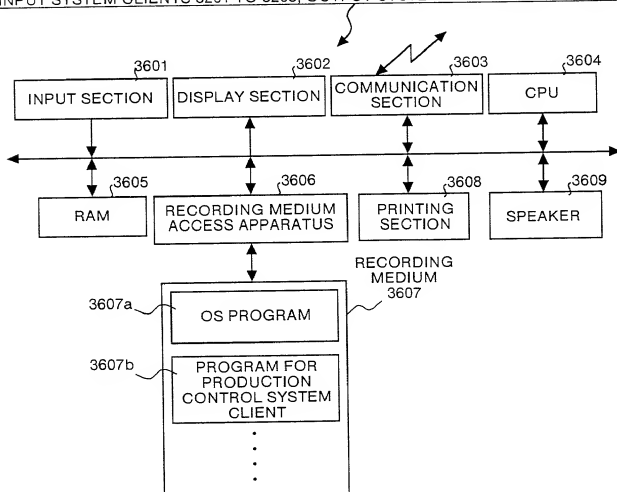 3601
INPUT SECTION
3602
DISPLAY SECTION
3603
COMMUNICATION
SECTION
3604
CPU
3605
RAM
3606
RECORDING MEDIUM
ACCESS APPARATUS
3608
PRINTING
SECTION
3609
SPEAKER
RECORDING
MEDIUM
3607
3607a
OS PROGRAM
3607b
PROGRAM FOR
PRODUCTION
CONTROL SYSTEM
CLIENT